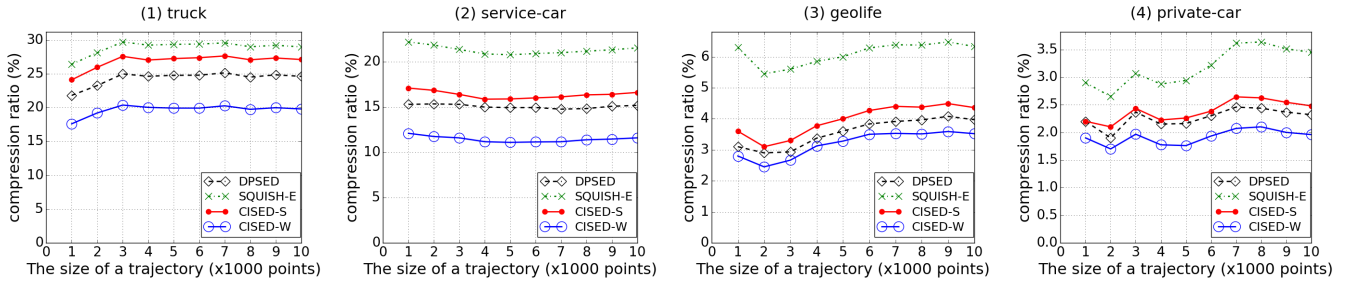 (1) truck
compression ratio (%)
30
25
20
15
10
5
0
0 1 2 3 4 5 6 7 8 9 10
The size of a trajectory (x1000 points)
DPSED
SQUISH-E
CISED-S
CISED-W
(2) service-car
compression ratio (%)
20
15
10
5
0
0 1 2 3 4 5 6 7 8 9 10
The size of a trajectory (x1000 points)
DPSED
SQUISH-E
CISED-S
CISED-W
(3) geolife
compression ratio (%)
6
5
4
3
2
1
0
0 1 2 3 4 5 6 7 8 9 10
The size of a trajectory (x1000 points)
DPSED
SQUISH-E
CISED-S
CISED-W
(4) private-car
compression ratio (%)
3.5
3.0
2.5
2.0
1.5
1.0
0.5
0.0
0 1 2 3 4 5 6 7 8 9 10
The size of a trajectory (x1000 points)
DPSED
SQUISH-E
CISED-S
CISED-W